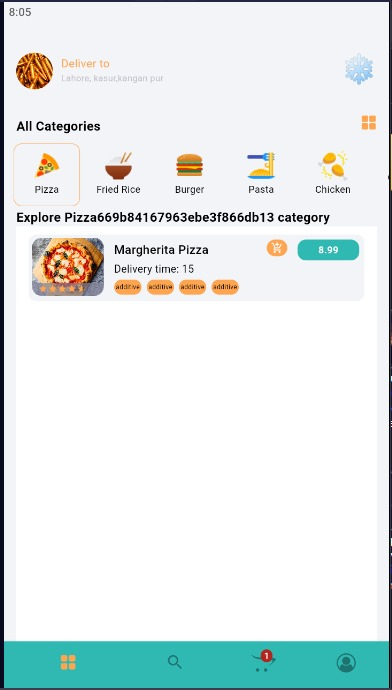 8:05
Deliver to
Lahore, kasur,kangan pur
All Categories
Pizza
Fried Rice
Burger
Pasta
Chicken
Explore Pizza669b84167963ebe3f866db13 category
Margherita Pizza
8.99
Delivery time: 15
additive additive additive additive
1